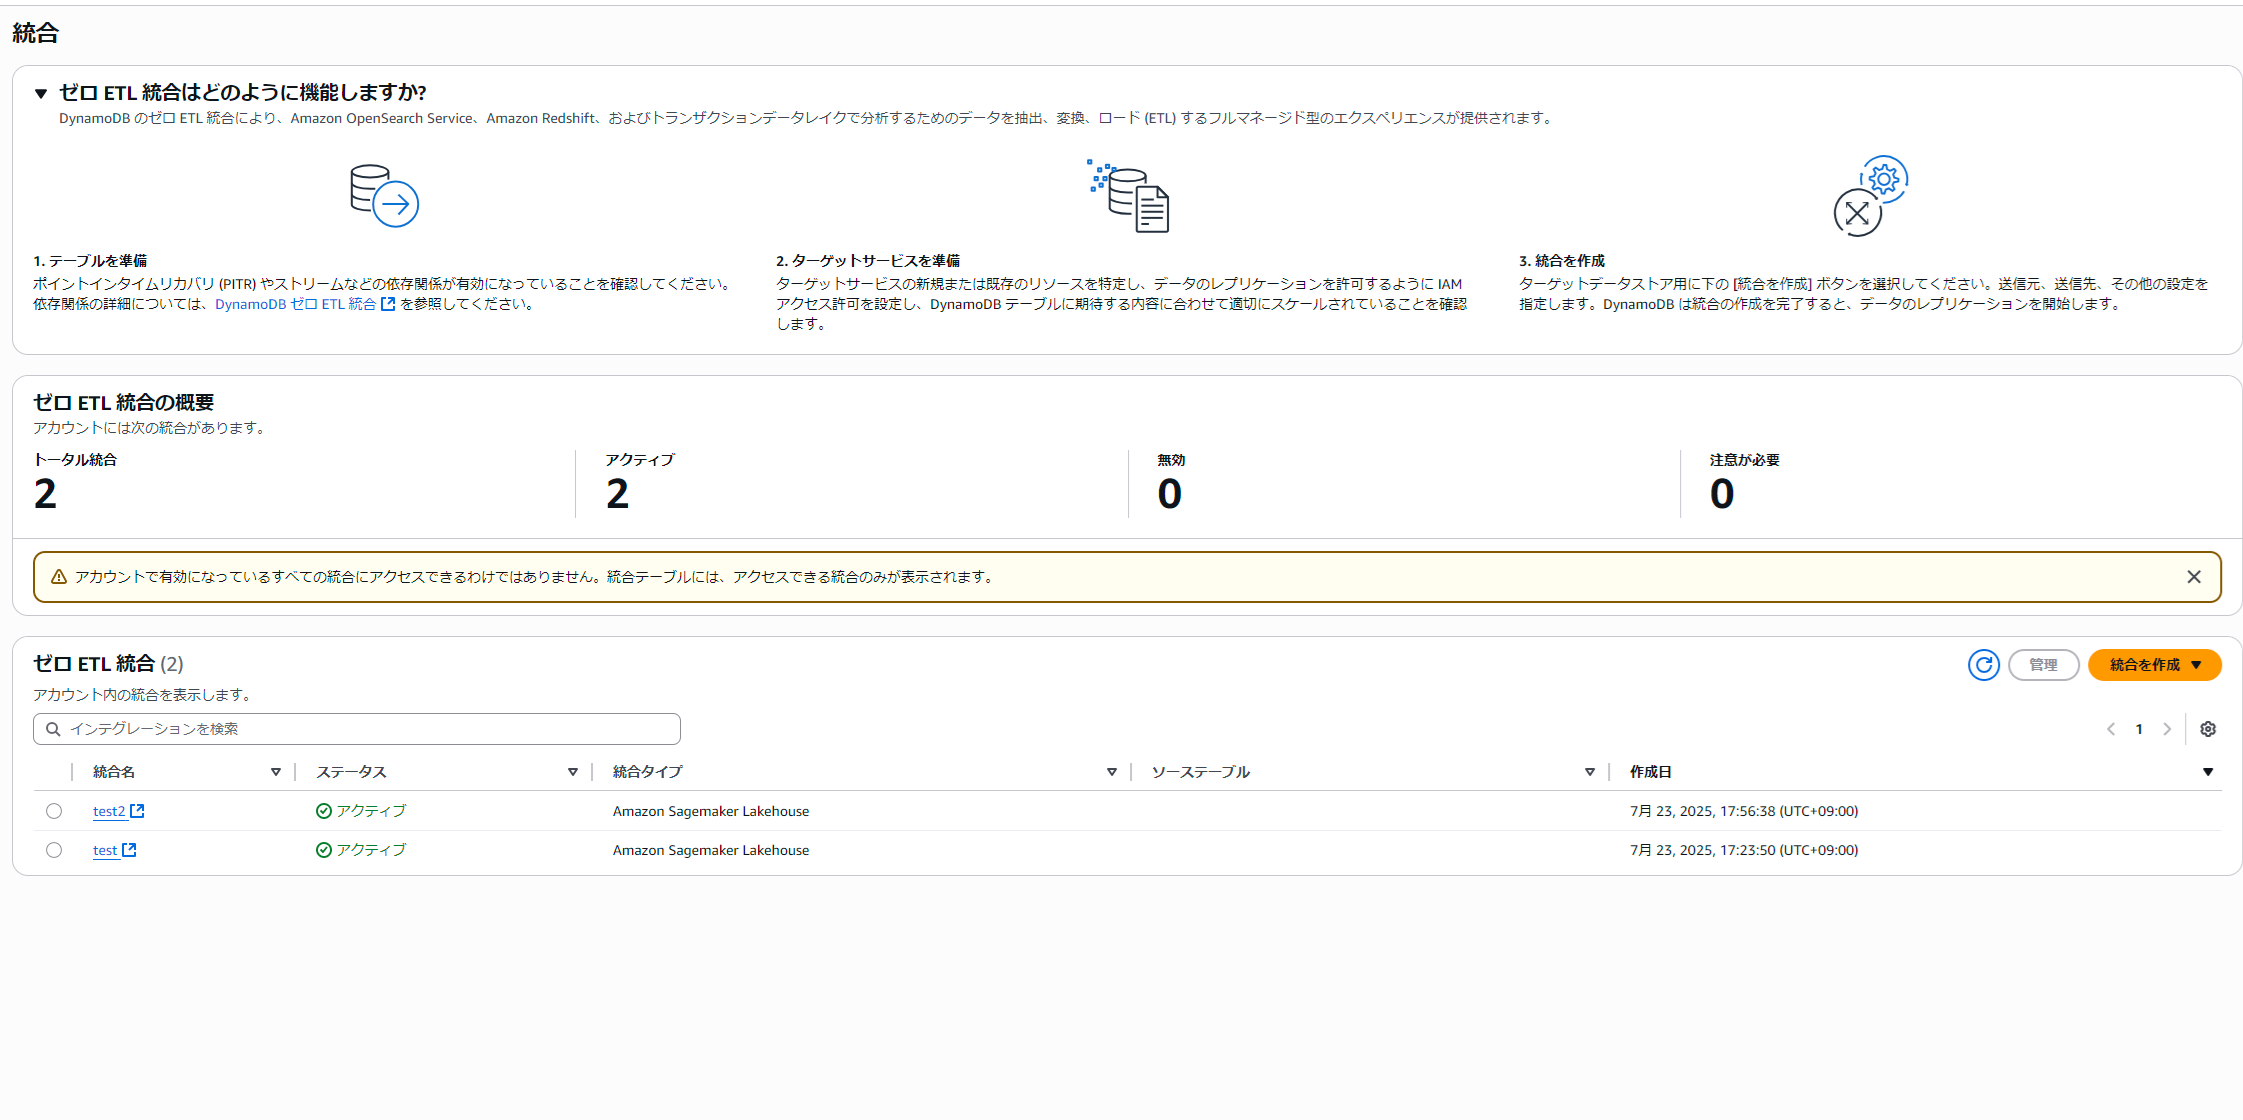 統合
ゼロ ETL 統合はどのように機能しますか?
DynamoDB のゼロ ETL 統合により、Amazon OpenSearch Service、Amazon Redshift、およびトランザクションデータレイクで分析するためのデータを抽出、変換、ロード (ETL) するフルマネージド型のエクスペリエンスが提供されます。
1. テーブルを準備
ポイントインタイムリカバリ (PITR) やストリームなどの依存関係が有効になっていることを確認してください。
依存関係の詳細については、DynamoDB ゼロ ETL 統合 を参照してください。
2. ターゲットサービスを準備
ターゲットサービスの新規または既存のリソースを特定し、データのレプリケーションを許可するように IAM
アクセス許可を設定し、DynamoDB テーブルに期待する内容に合わせて適切にスケールされていることを確認
します。
3. 統合を作成
ターゲットデータストア用に下の [統合を作成] ボタンを選択してください。送信元、送信先、その他の設定を
指定します。DynamoDB は統合の作成を完了すると、データのレプリケーションを開始します。
ゼロ ETL 統合の概要
アカウントには次の統合があります。
トータル統合
2
アクティブ
2
無効
0
注意が必要
0
アカウントで有効になっているすべての統合にアクセスできるわけではありません。統合テーブルには、アクセスできる統合のみが表示されます。
ゼロ ETL 統合 (2)
管理
統合を作成
アカウント内の統合を表示します。
インテグレーションを検索
1
統合名 ステータス 統合タイプ ソーステーブル 作成日
test2 アクティブ Amazon Sagemaker Lakehouse 7月 23, 2025, 17:56:38 (UTC+09:00)
test アクティブ Amazon Sagemaker Lakehouse 7月 23, 2025, 17:23:50 (UTC+09:00)